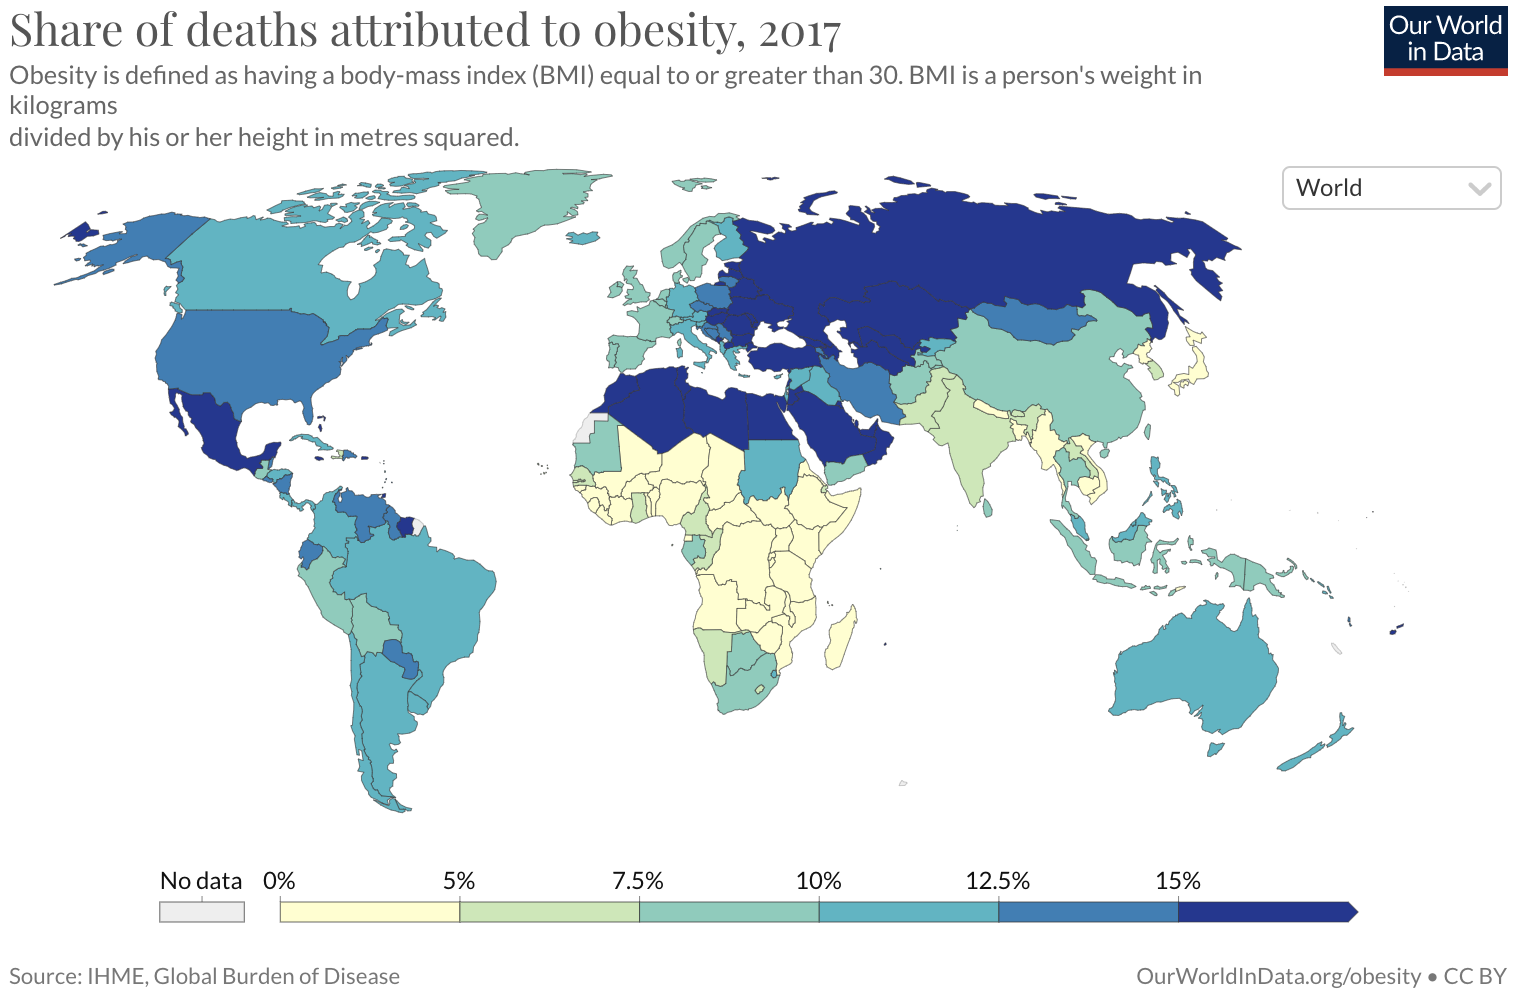 Share of deaths attributed to obesity, 2017
Our World
in Data
Obesity is defined as having a body-mass index (BMI) equal to or greater than 30. BMI is a person's weight in
kilograms
divided by his or her height in metres squared.
World
No data 0% 5% 7.5% 10% 12.5% 15%
Source: IHME, Global Burden of Disease
OurWorldInData.org/obesity • CC BY